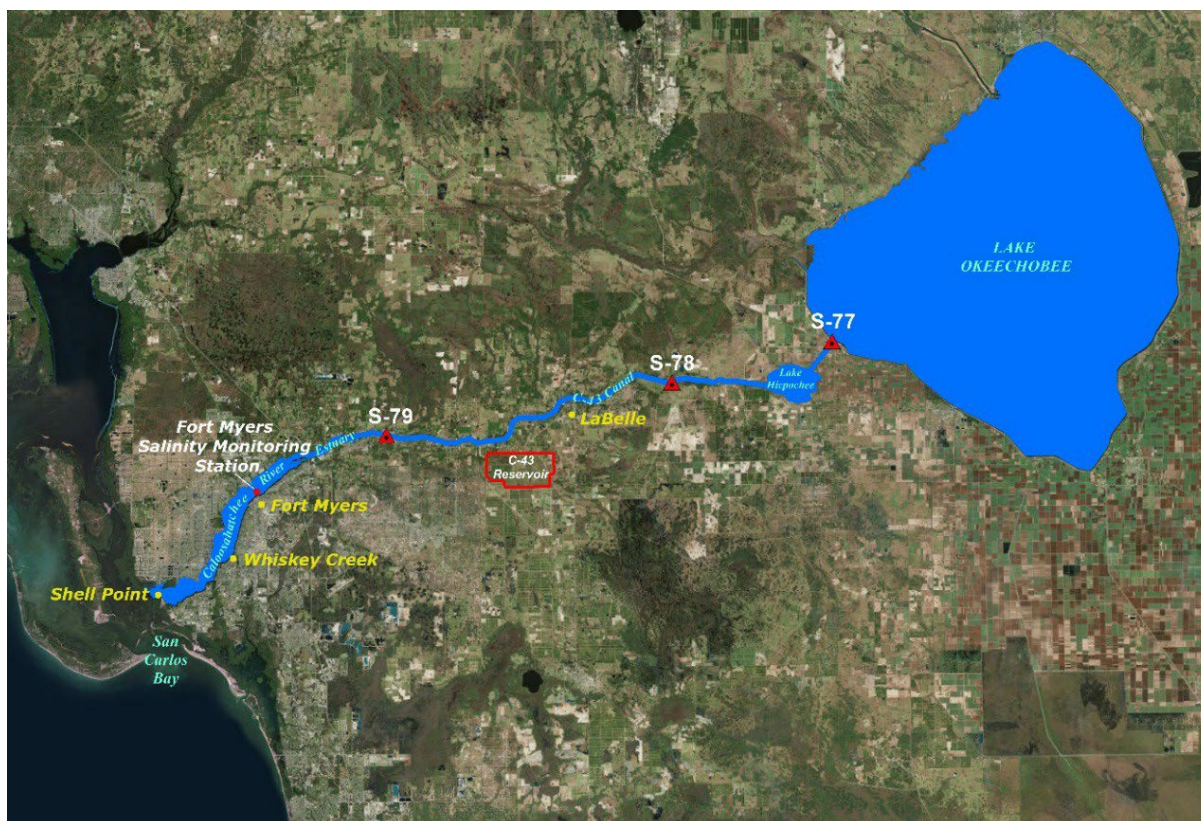 LAKE
OKEECHOBEE
S-77
S-78
Lake
Hicpochee
C-43 Canal
LaBelle
S-79
C-43
Reservoir
Fort Myers
Salinity Monitoring
Station
Caloosahatchee River Estuary
Fort Myers
Whiskey Creek
Shell Point
San
Carlos
Bay